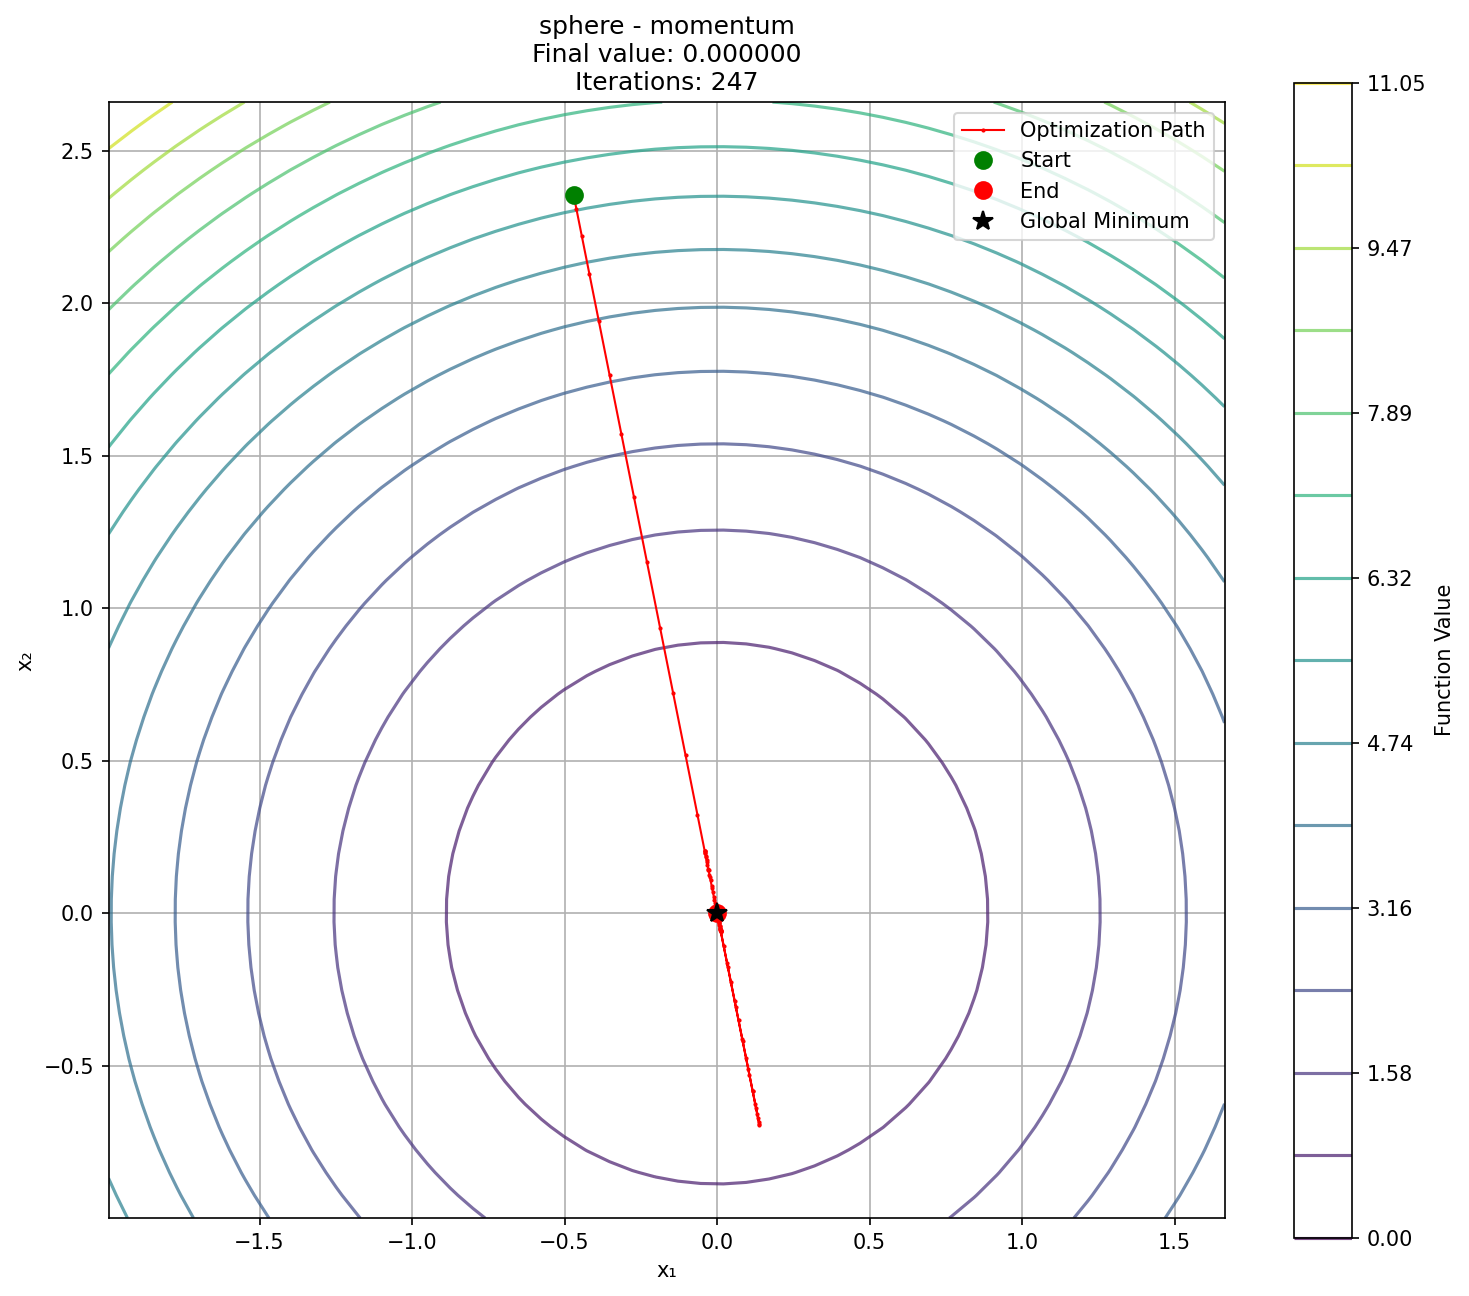 sphere - momentum
Final value: 0.000000
Iterations: 247
Optimization Path
Start
End
Global Minimum
2.5
2.0
1.5
1.0
0.5
0.0
−0.5
x₂
−1.5
−1.0
−0.5
0.0
0.5
1.0
1.5
x₁
11.05
9.47
7.89
6.32
4.74
3.16
1.58
0.00
Function Value